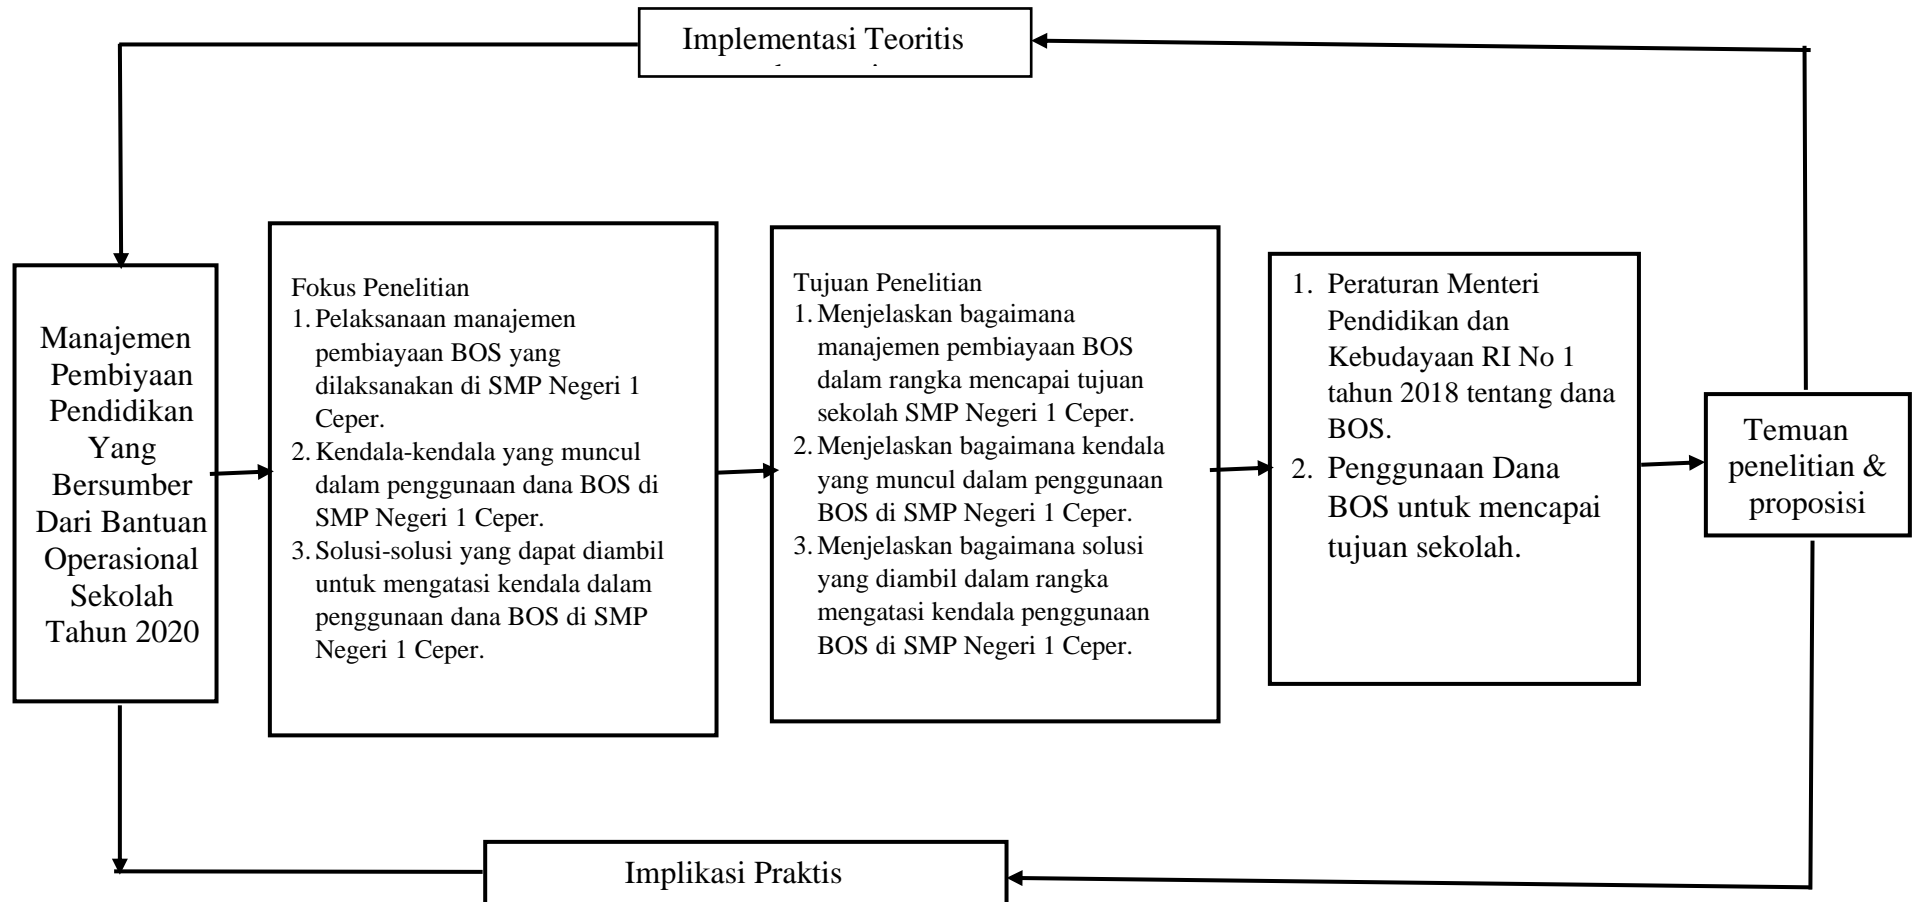 Implementasi Teoritis
Manajemen
Pembiyaan
Pendidikan
Yang
Bersumber
Dari Bantuan
Operasional
Sekolah
Tahun 2020
Fokus Penelitian
1. Pelaksanaan manajemen
pembiayaan BOS yang
dilaksanakan di SMP Negeri 1
Ceper.
2. Kendala-kendala yang muncul
dalam penggunaan dana BOS di
SMP Negeri 1 Ceper.
3. Solusi-solusi yang dapat diambil
untuk mengatasi kendala dalam
penggunaan dana BOS di SMP
Negeri 1 Ceper.
Tujuan Penelitian
1. Menjelaskan bagaimana
manajemen pembiayaan BOS
dalam rangka mencapai tujuan
sekolah SMP Negeri 1 Ceper.
2. Menjelaskan bagaimana kendala
yang muncul dalam penggunaan
BOS di SMP Negeri 1 Ceper.
3. Menjelaskan bagaimana solusi
yang diambil dalam rangka
mengatasi kendala penggunaan
BOS di SMP Negeri 1 Ceper.
1. Peraturan Menteri
Pendidikan dan
Kebudayaan RI No 1
tahun 2018 tentang dana
BOS.
2. Penggunaan Dana
BOS untuk mencapai
tujuan sekolah.
Temuan
penelitian &
proposisi
Implikasi Praktis